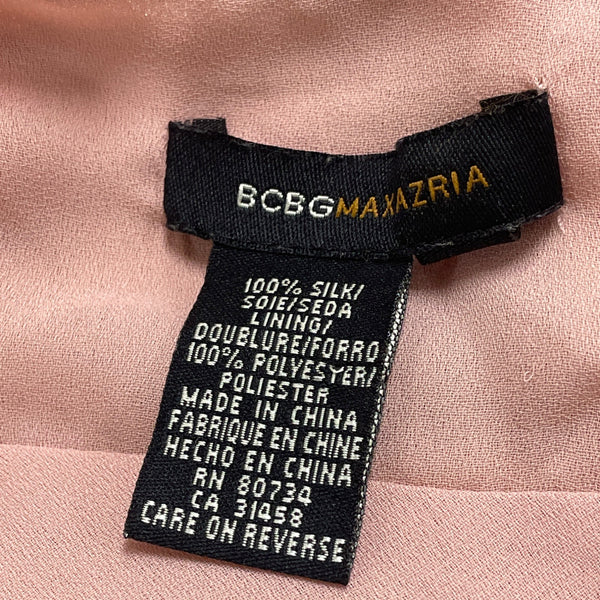 BCBGMAXAZRIA
100% SILK/
SOIE/SEDA
LINING/
DOUBLURE/FORRO
100% POLYESTER/
POLIESTER
MADE IN CHINA
FABRIQUE EN CHINE
HECHO EN CHINA
RN 80734
CA 31458
CARE ON REVERSE